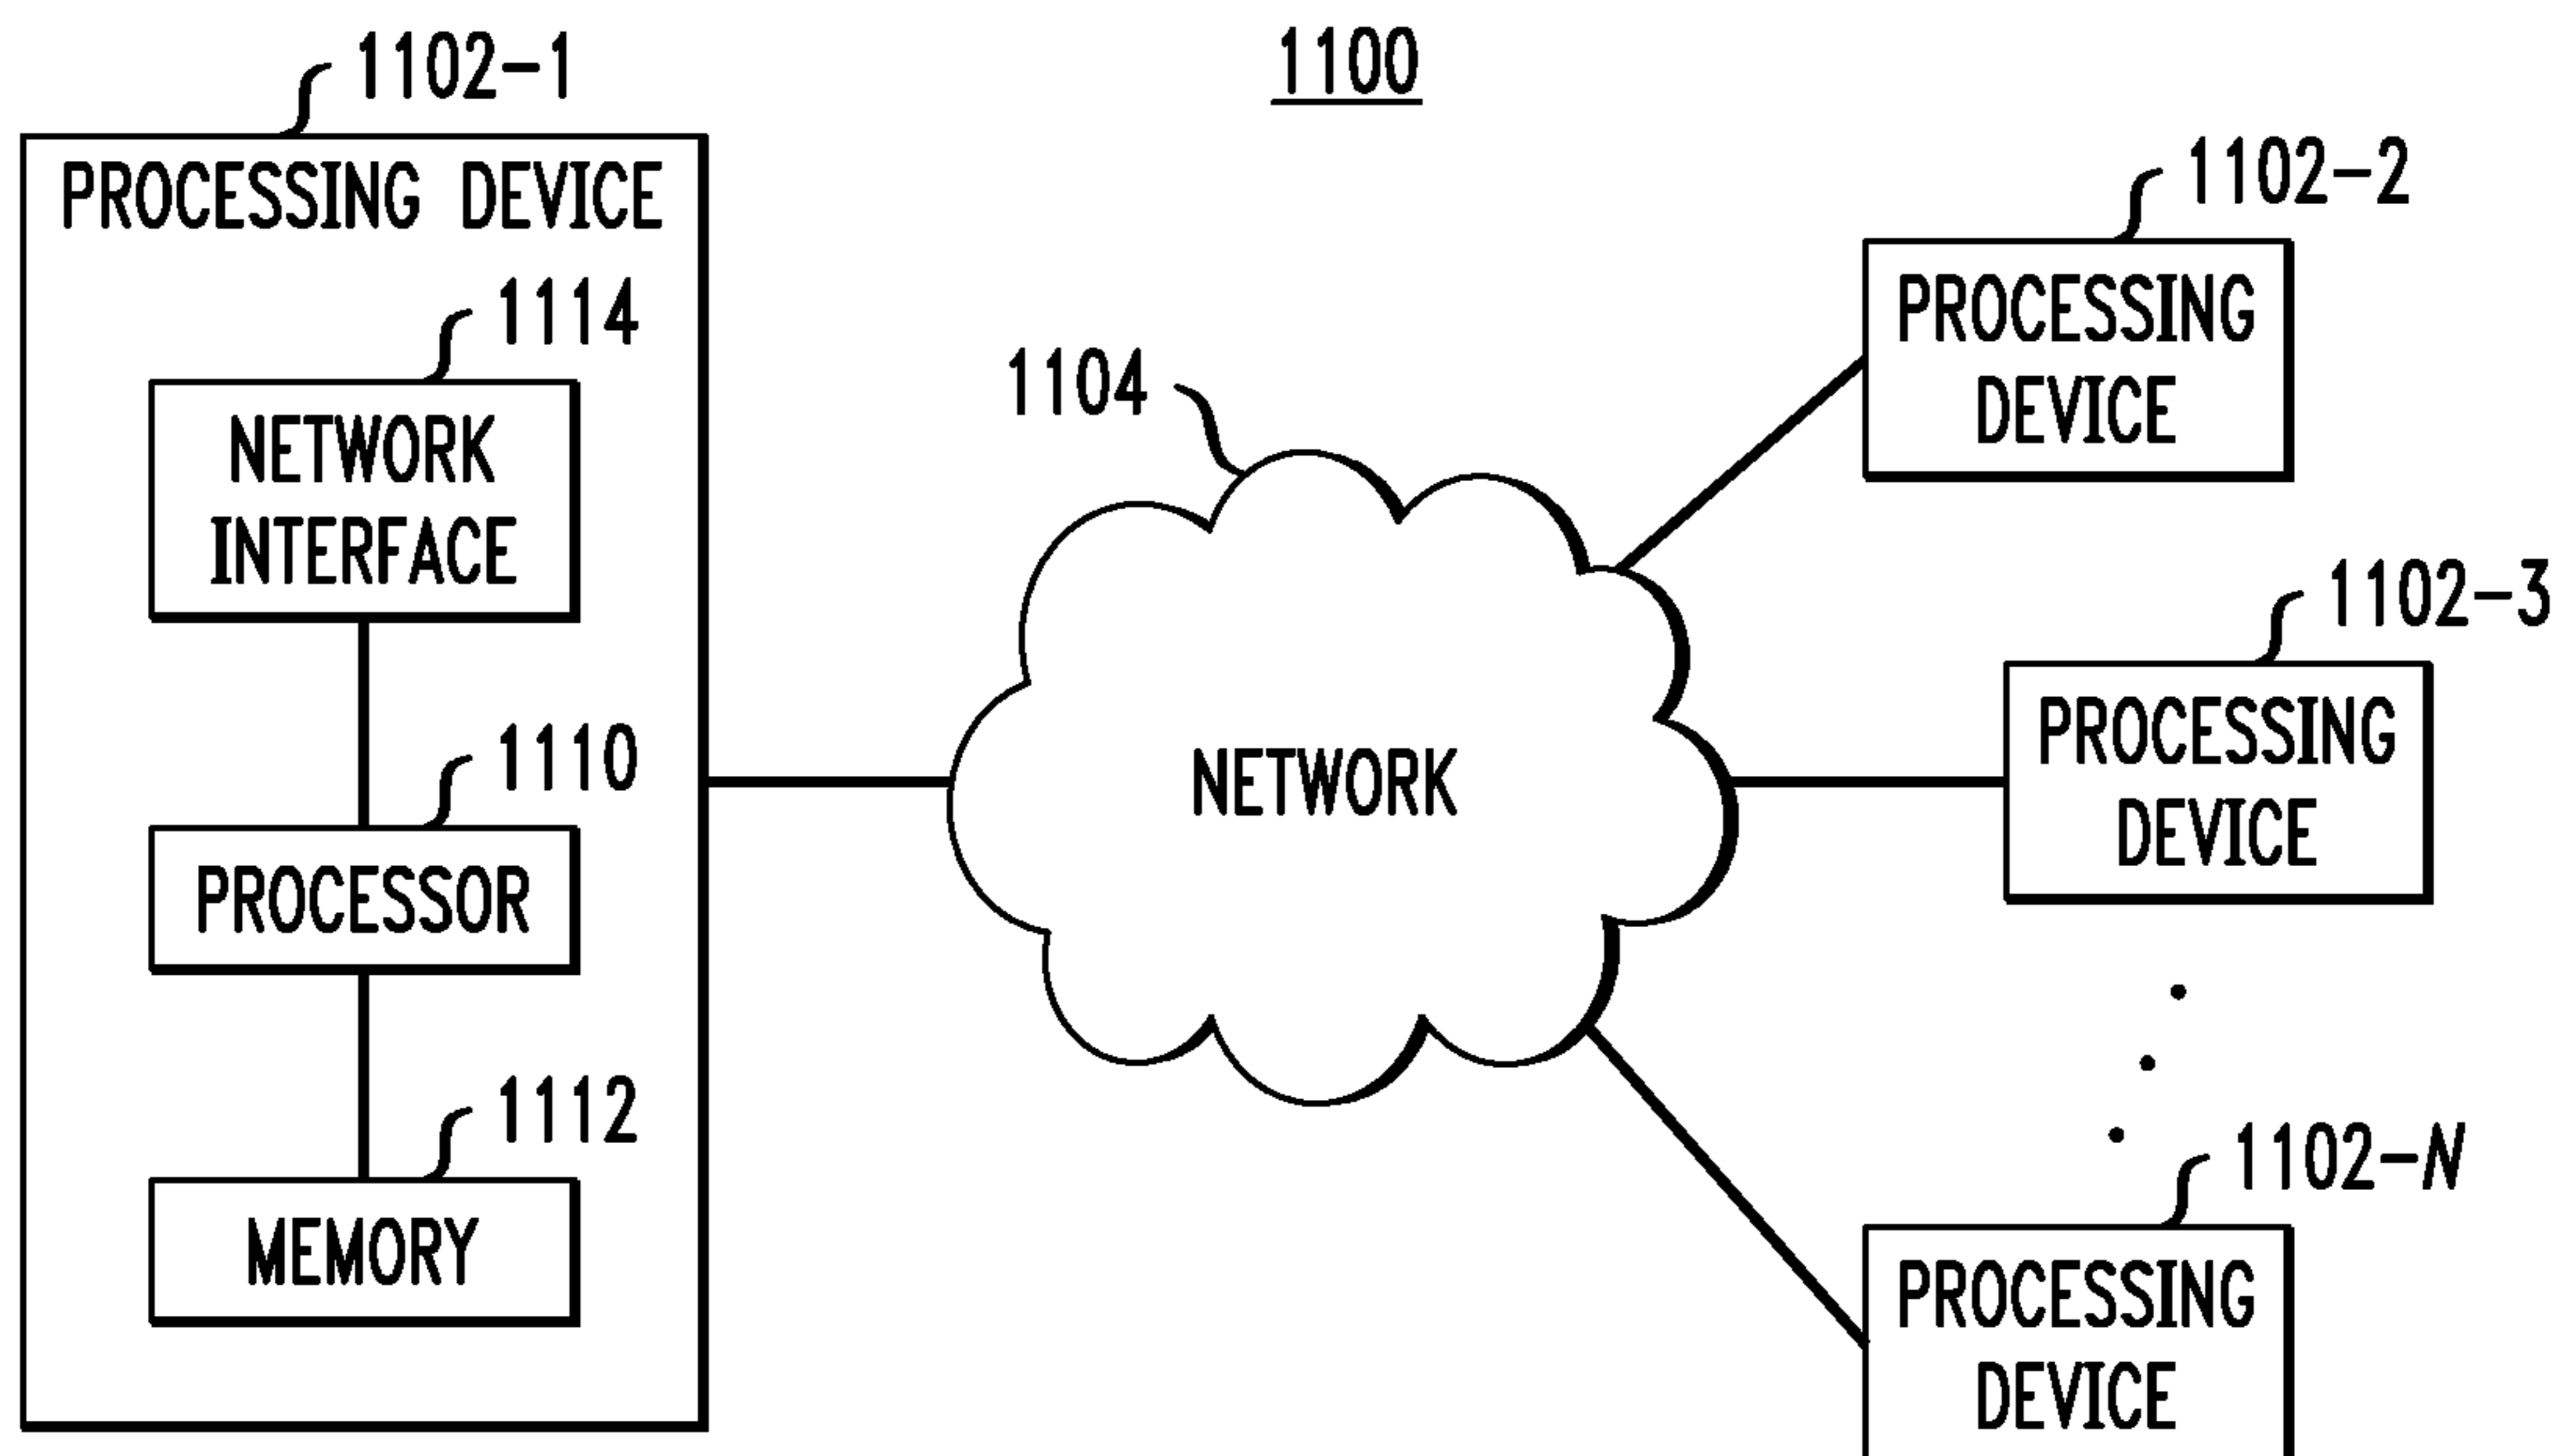 1100
1102-1
PROCESSING DEVICE
1114
NETWORK
INTERFACE
1110
PROCESSOR
1112
MEMORY
1104
NETWORK
1102-2
PROCESSING
DEVICE
1102-3
PROCESSING
DEVICE
1102-N
PROCESSING
DEVICE